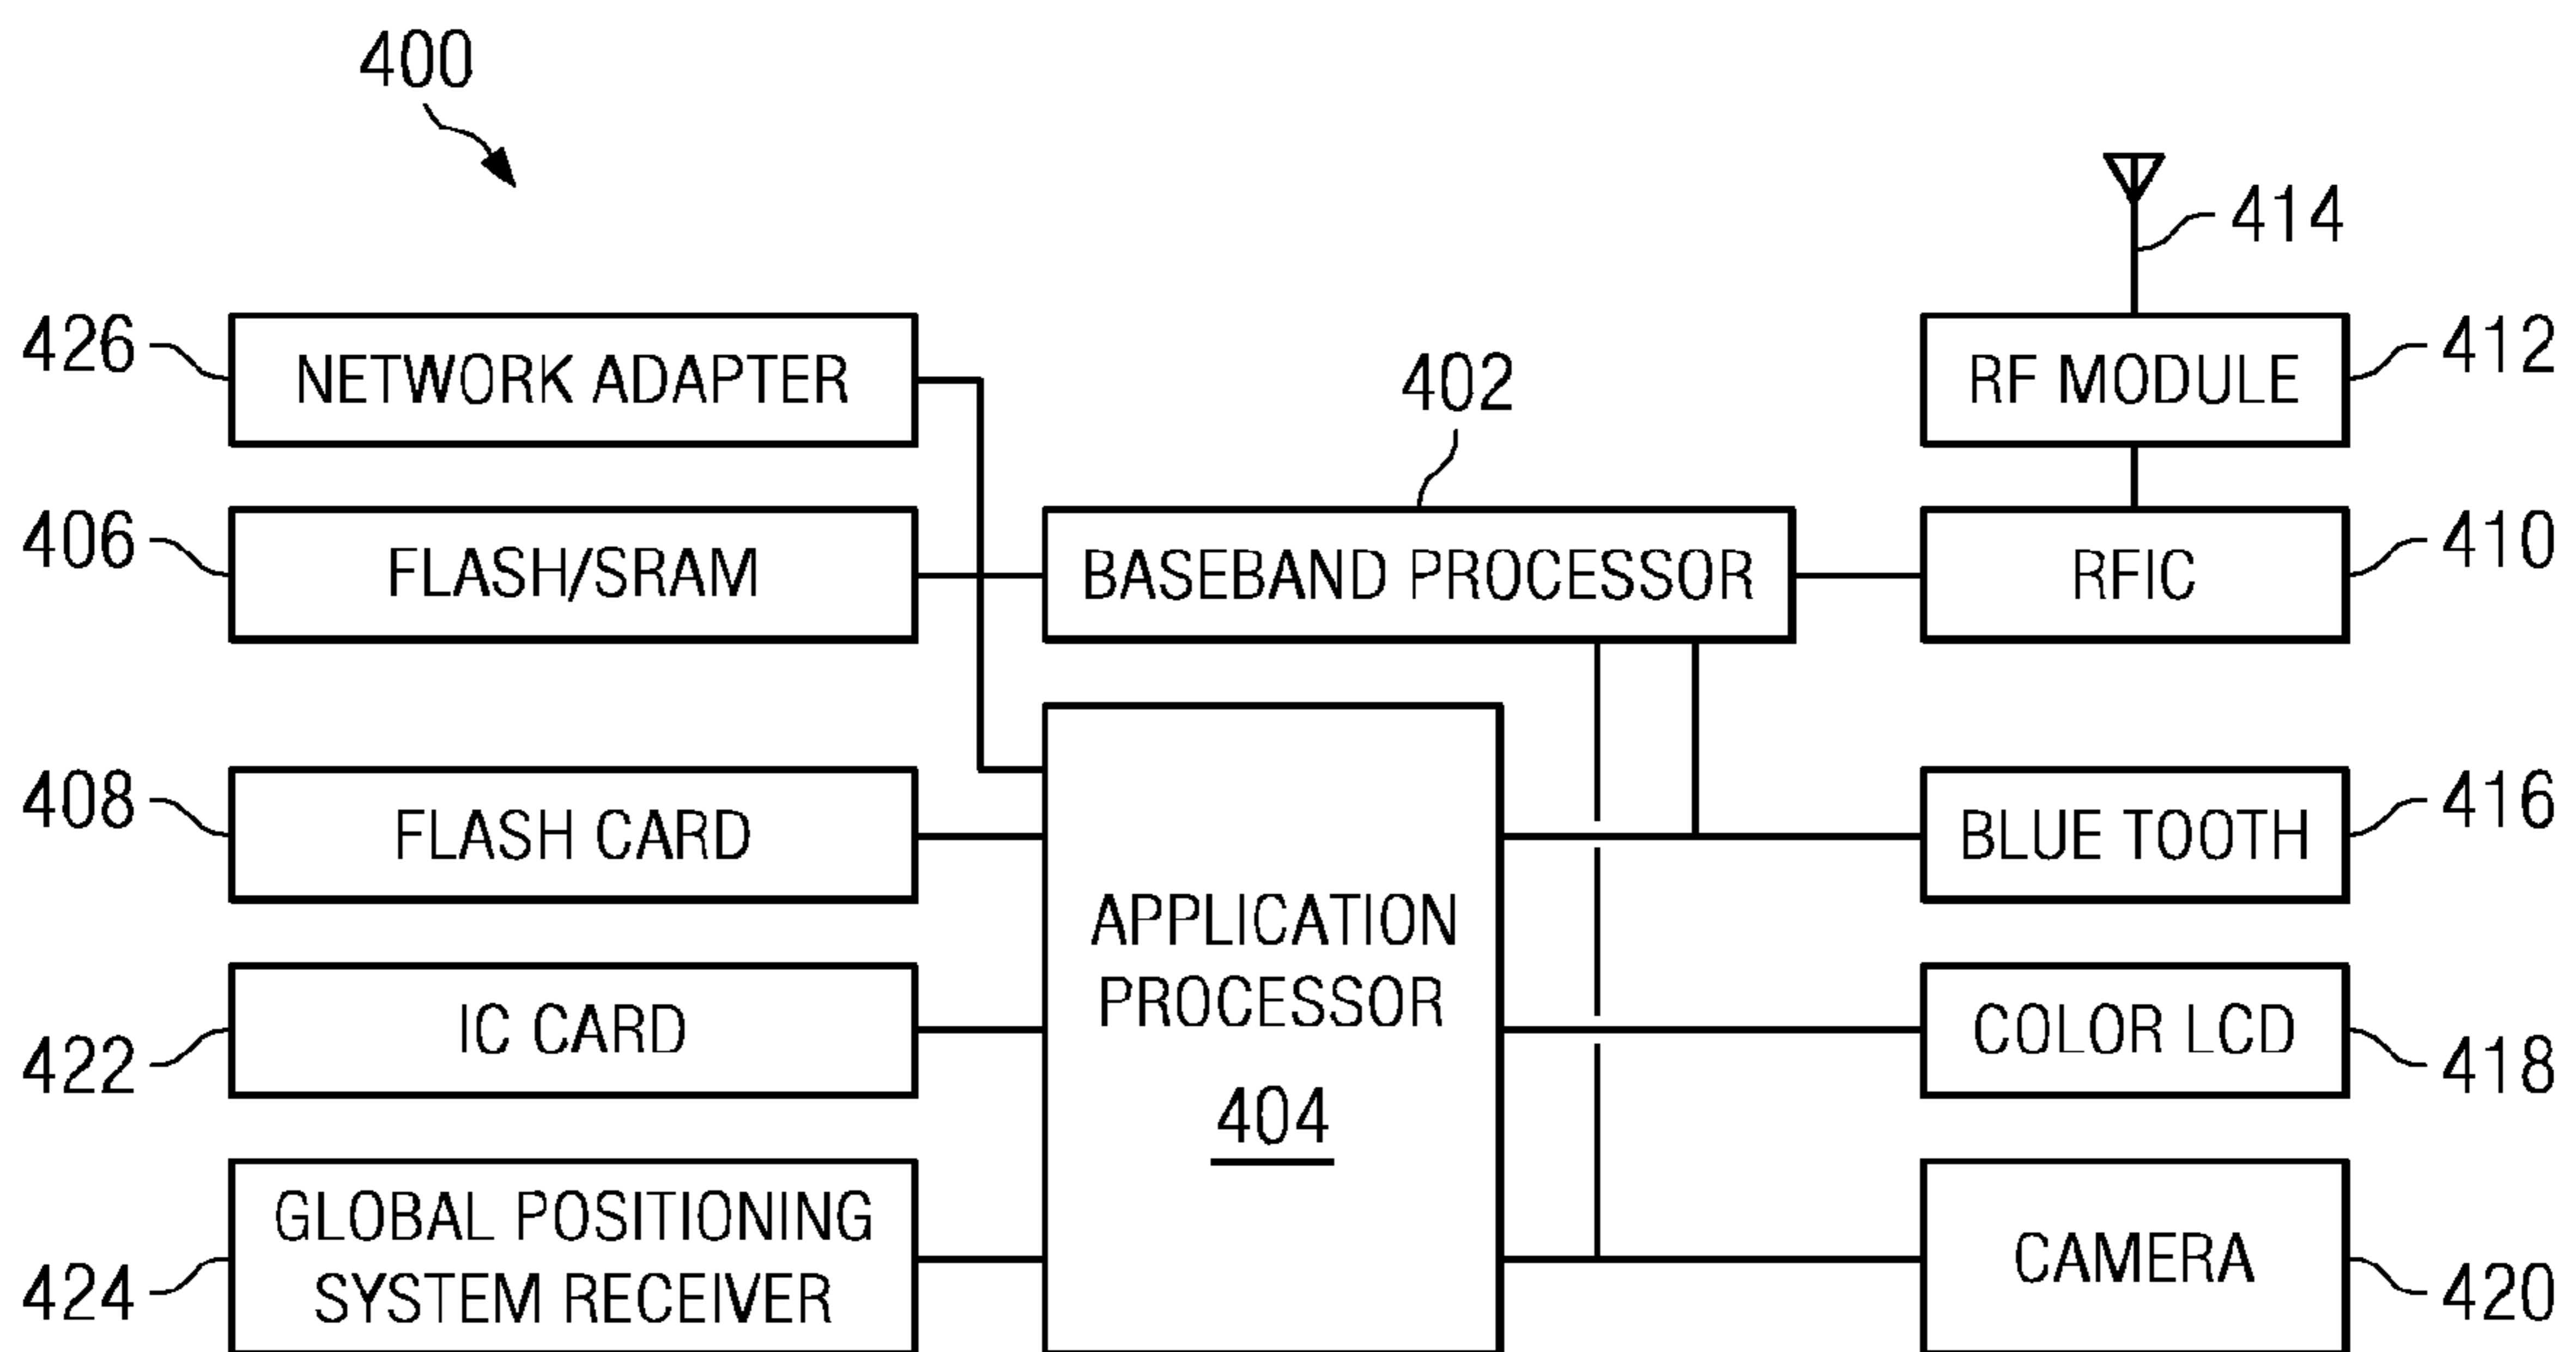 400
414
426
NETWORK ADAPTER
402
RF MODULE
412
406
FLASH/SRAM
BASEBAND PROCESSOR
RFIC
410
408
FLASH CARD
BLUE TOOTH
416
APPLICATION
PROCESSOR
404
422
IC CARD
COLOR LCD
418
424
GLOBAL POSITIONING
SYSTEM RECEIVER
CAMERA
420